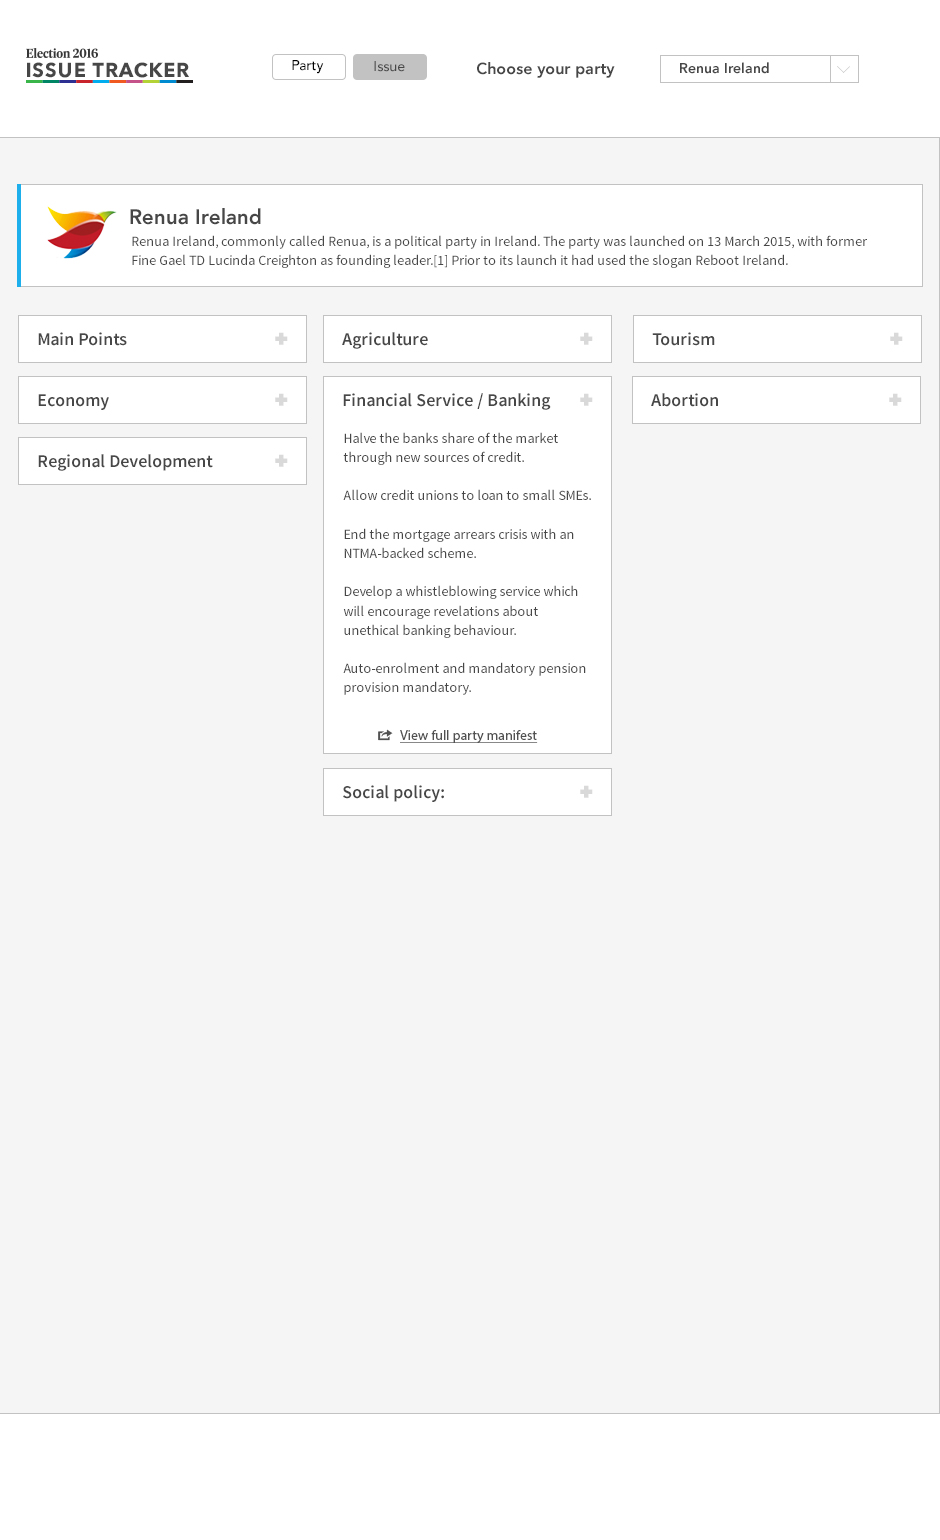 Election 2016
ISSUE TRACKER
Party
Issue
Choose your party
Renua Ireland
Renua Ireland
Renua Ireland, commonly called Renua, is a political party in Ireland. The party was launched on 13 March 2015, with former
Fine Gael TD Lucinda Creighton as founding leader.[1] Prior to its launch it had used the slogan Reboot Ireland.
Main Points
Economy
Regional Development
Agriculture
Financial Service / Banking
Halve the banks share of the market
through new sources of credit.
Allow credit unions to loan to small SMEs.
End the mortgage arrears crisis with an
NTMA-backed scheme.
Develop a whistleblowing service which
will encourage revelations about
unethical banking behaviour.
Auto-enrolment and mandatory pension
provision mandatory.
View full party manifest
Social policy:
Tourism
Abortion